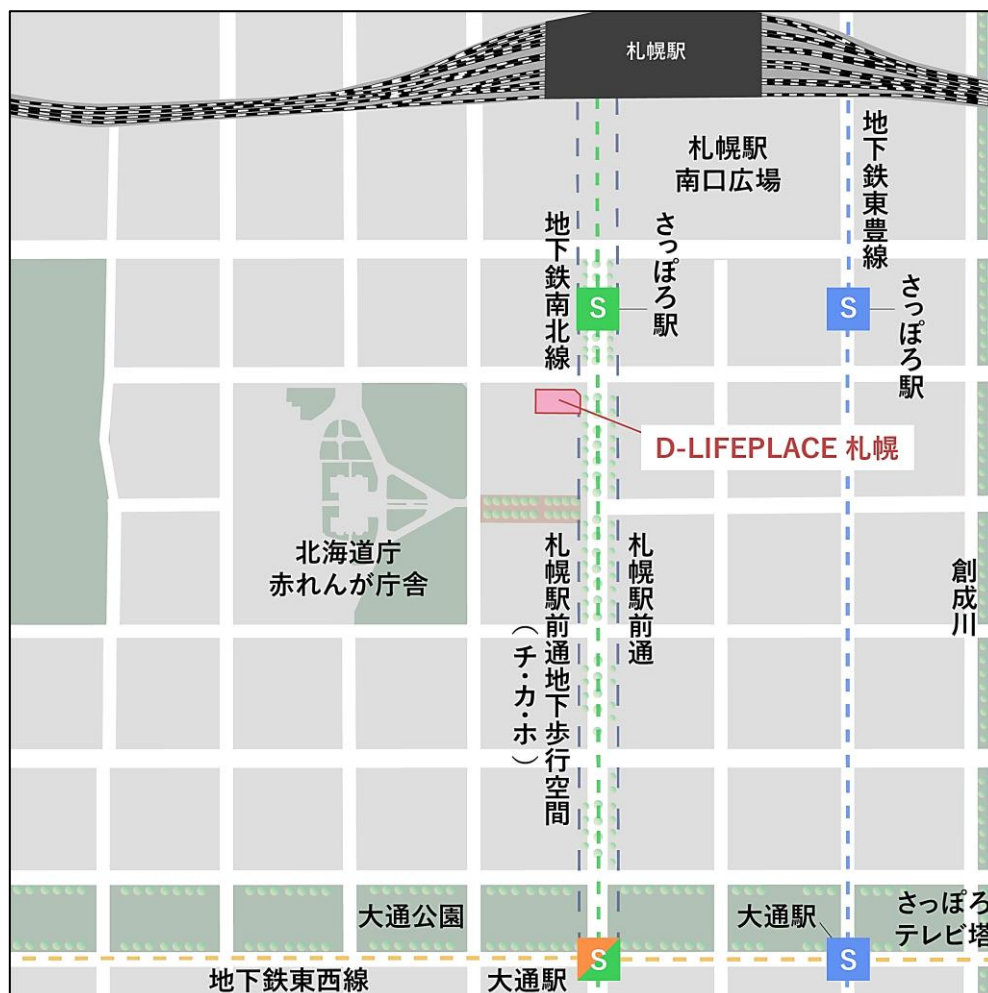 札幌駅
札幌駅
南口広場
地下鉄東豊線
地下鉄南北線
さっぽろ駅
S
S
さっぽろ駅
D-LIFEPLACE 札幌
北海道庁
赤れんが庁舎
札幌駅前通
札幌駅前通地下歩行空間
（チ・カ・ホ）
創成川
大通公園
大通駅
さっぽろ
テレビ塔
地下鉄東西線
大通駅
S
S